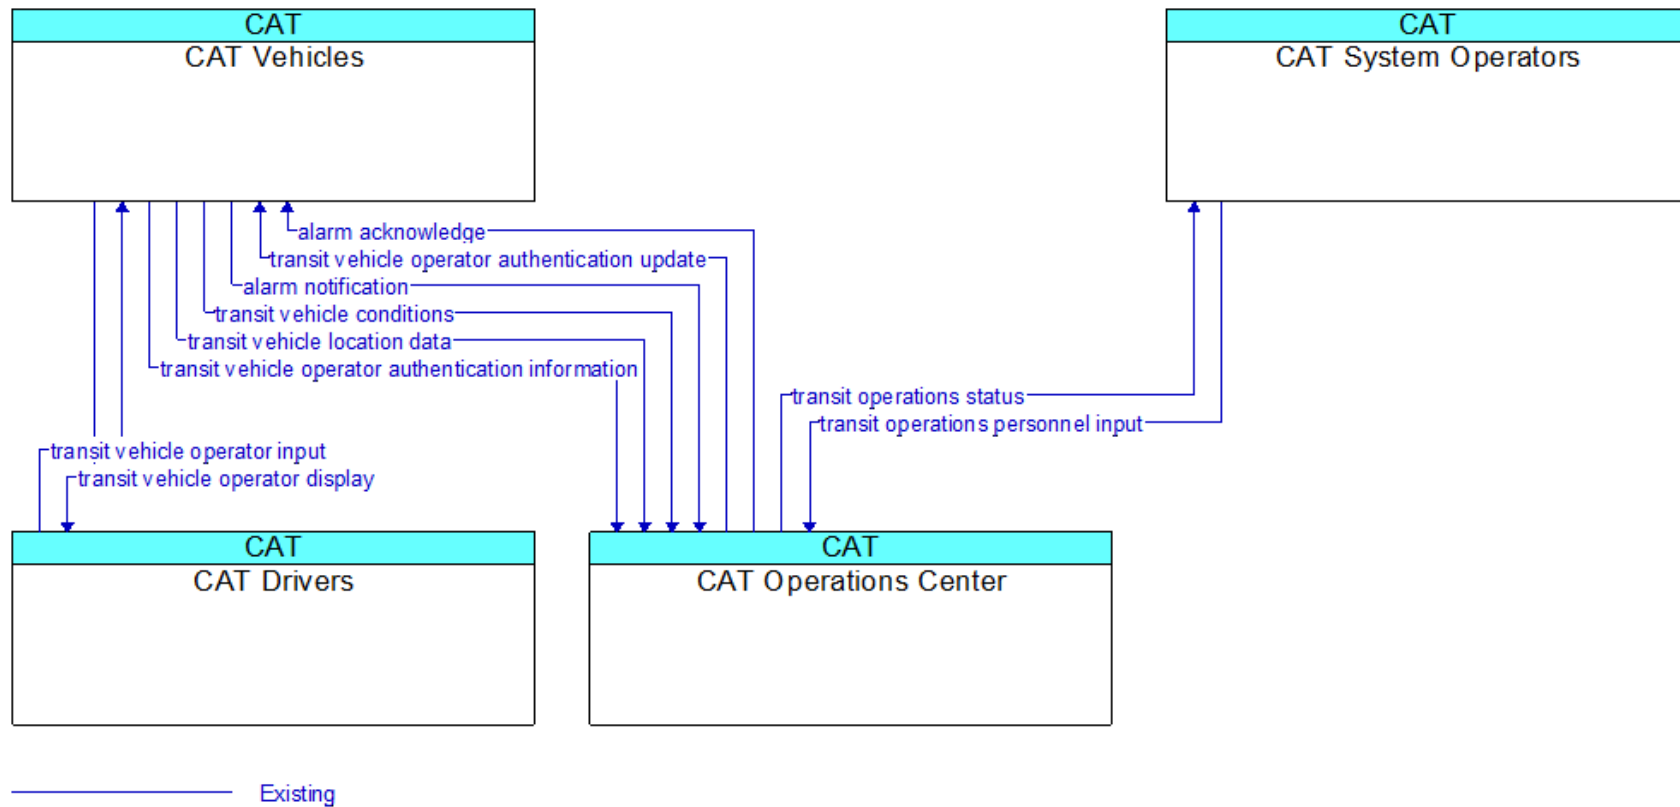 CAT
CAT Vehicles
CAT
CAT System Operators
alarm acknowledge
transit vehicle operator authentication update
alarm notification
transit vehicle conditions
transit vehicle location data
transit vehicle operator authentication information
transit operations status
transit operations personnel input
transit vehicle operator input
transit vehicle operator display
CAT
CAT Drivers
CAT
CAT Operations Center
Existing